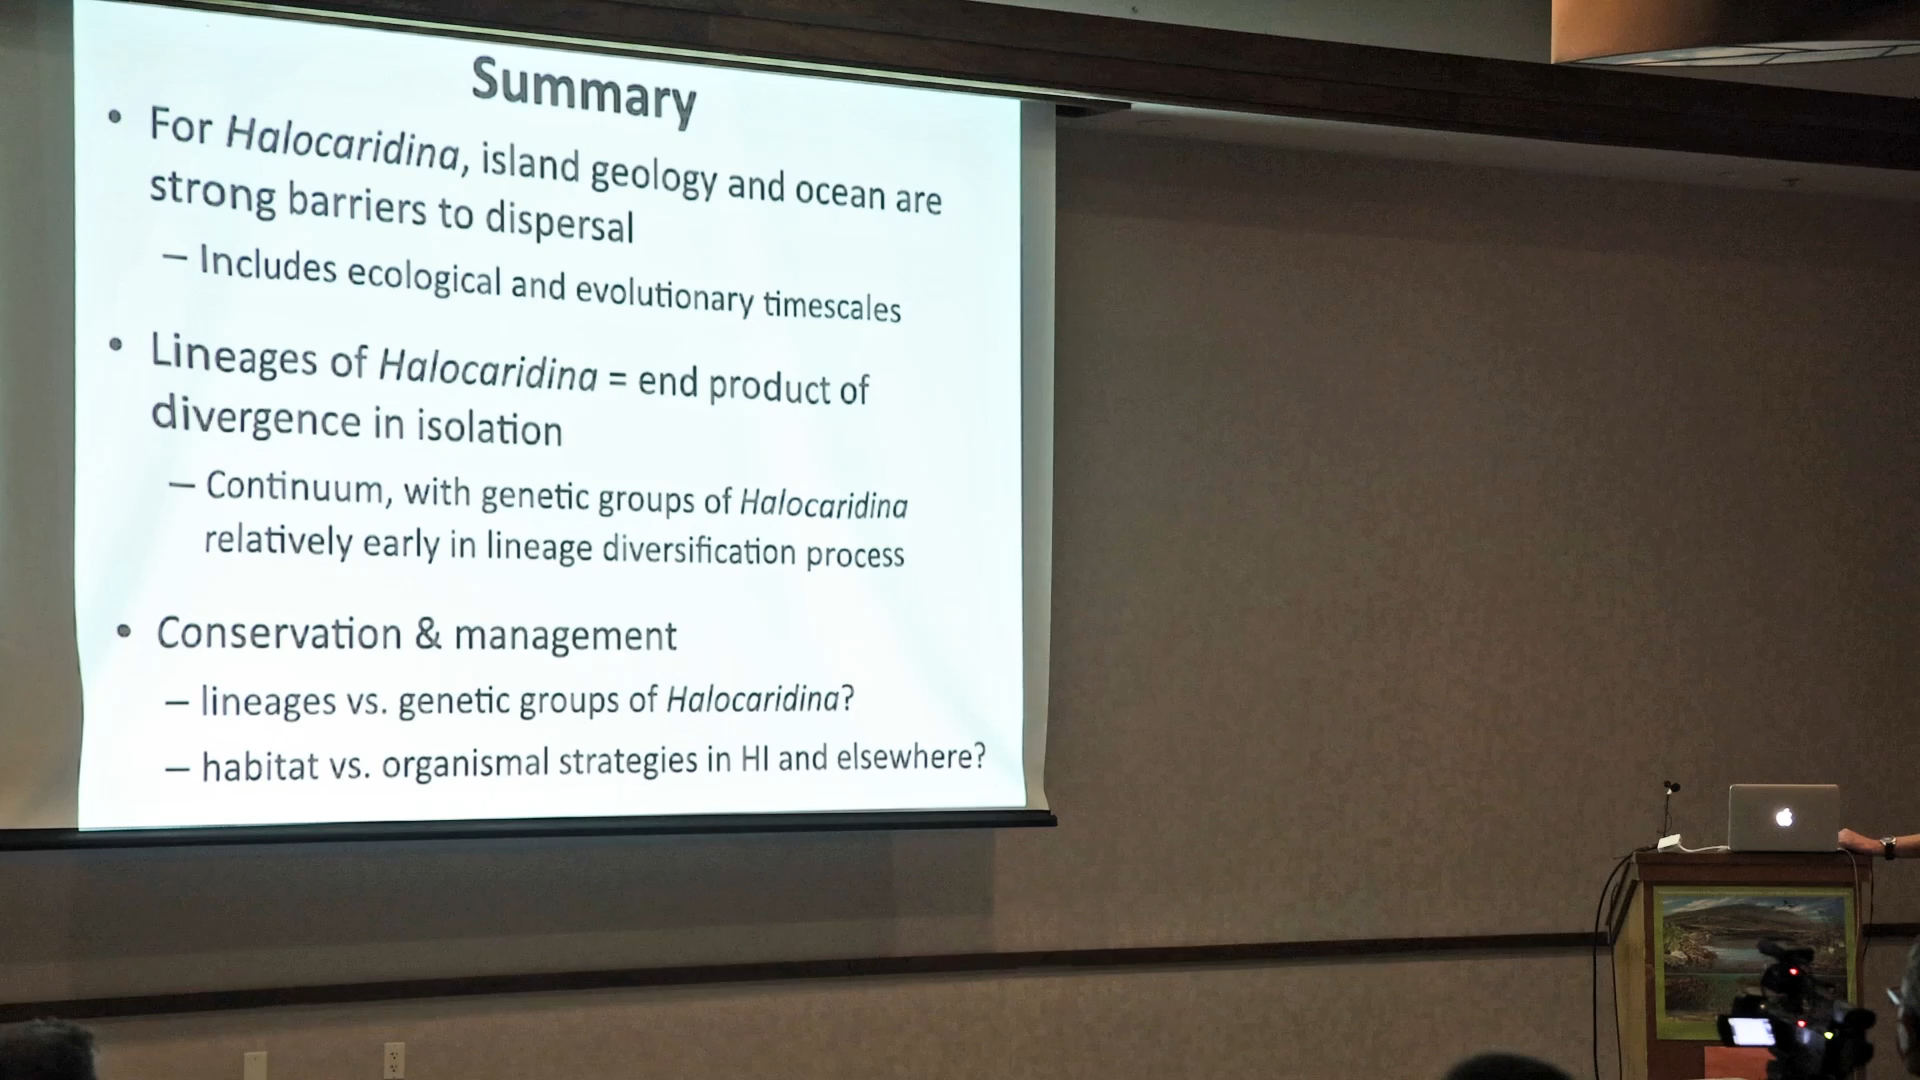 Summary
• For Halocaridina, island geology and ocean are
strong barriers to dispersal
– Includes ecological and evolutionary timescales
• Lineages of Halocaridina = end product of
divergence in isolation
– Continuum, with genetic groups of Halocaridina
relatively early in lineage diversification process
• Conservation & management
– lineages vs. genetic groups of Halocaridina?
– habitat vs. organismal strategies in HI and elsewhere?